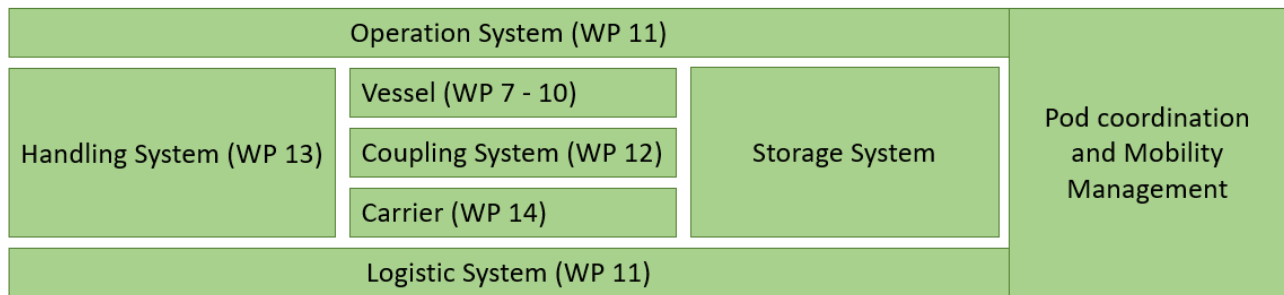 Operation System (WP 11)
Handling System (WP 13)
Vessel (WP 7 - 10)
Coupling System (WP 12)
Carrier (WP 14)
Storage System
Pod coordination
and Mobility
Management
Logistic System (WP 11)